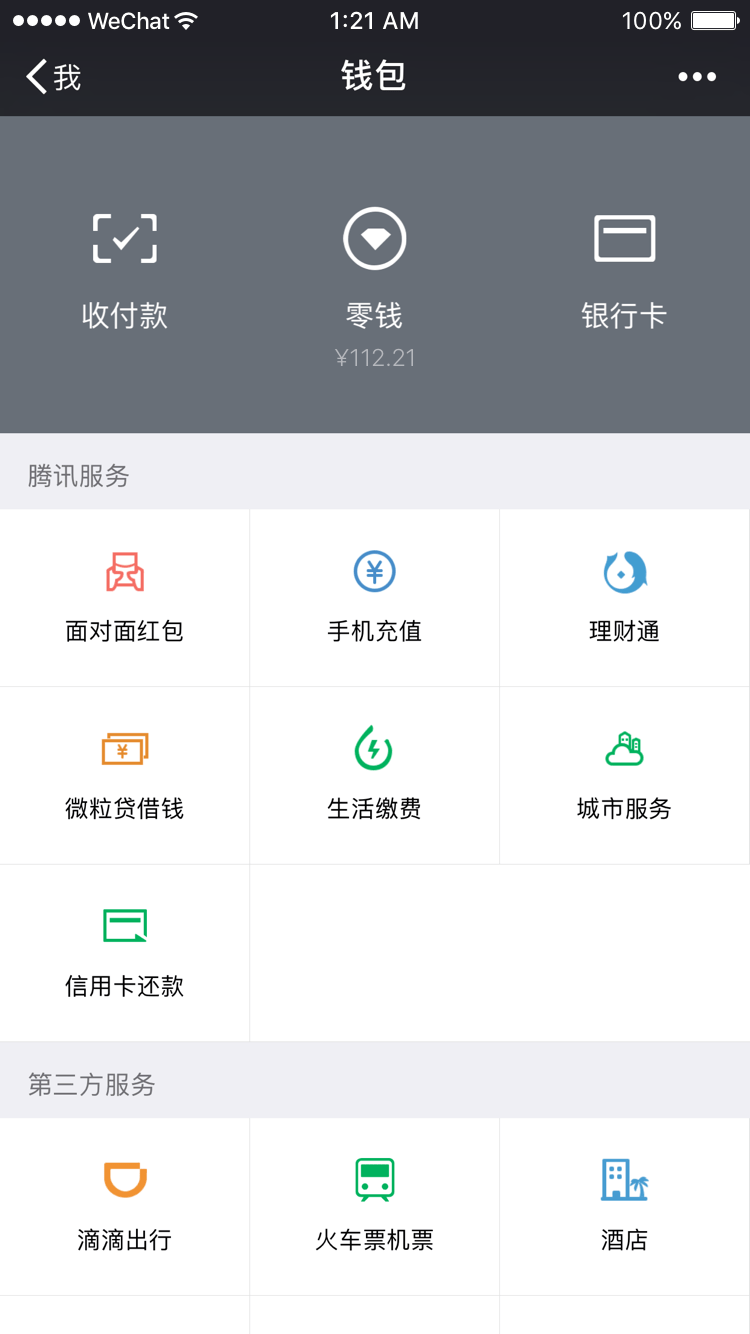 WeChat 1:21 AM 100%
我 钱包
收付款 零钱 银行卡
¥112.21
腾讯服务
面对面红包 手机充值 理财通
微粒贷借钱 生活缴费 城市服务
信用卡还款
第三方服务
滴滴出行 火车票机票 酒店